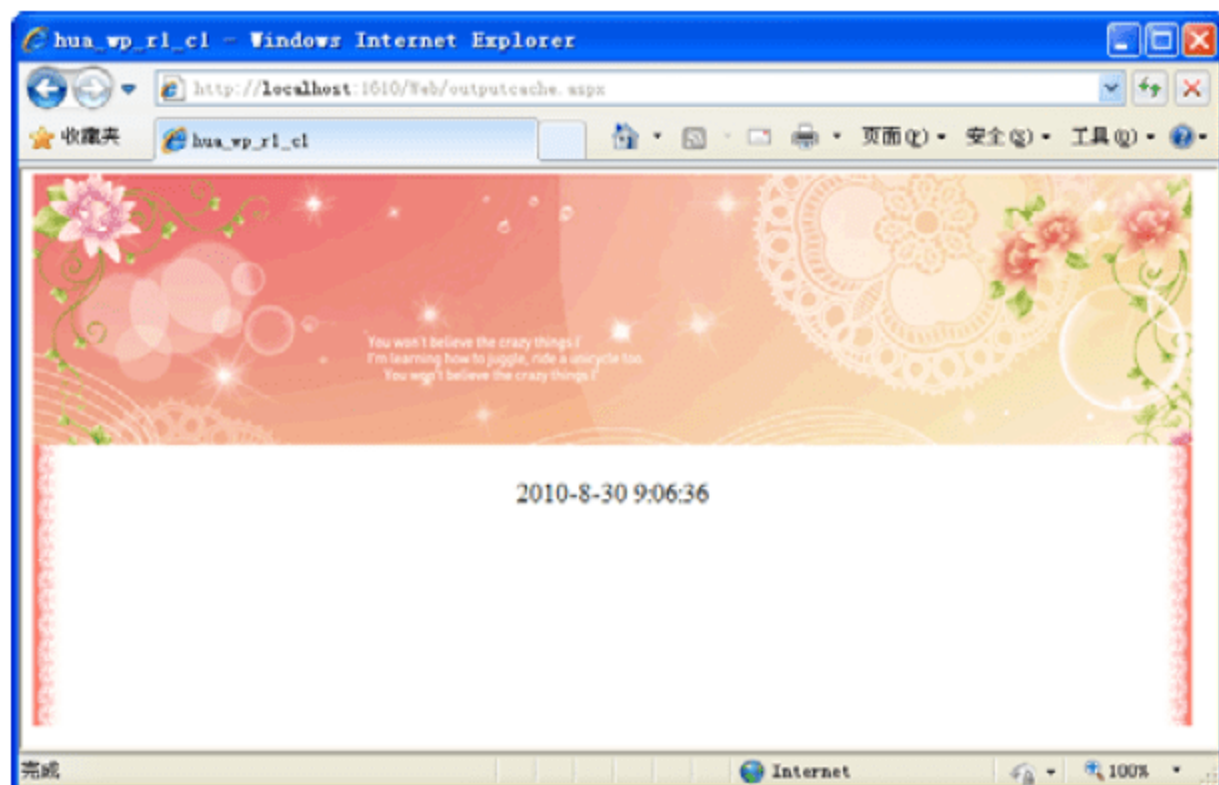 hua_wp_r1_c1 - Windows Internet Explorer
http://localhost:1610/Web/outputcache.aspx
收藏夹 hua_wp_r1_c1 页面(P) 安全(S) 工具(O)
You won't believe the crazy things I'
I'm learning how to juggle, ride a unicycle too.
You won't believe the crazy things I'
2010-8-30 9:06:36
完成 Internet 100%